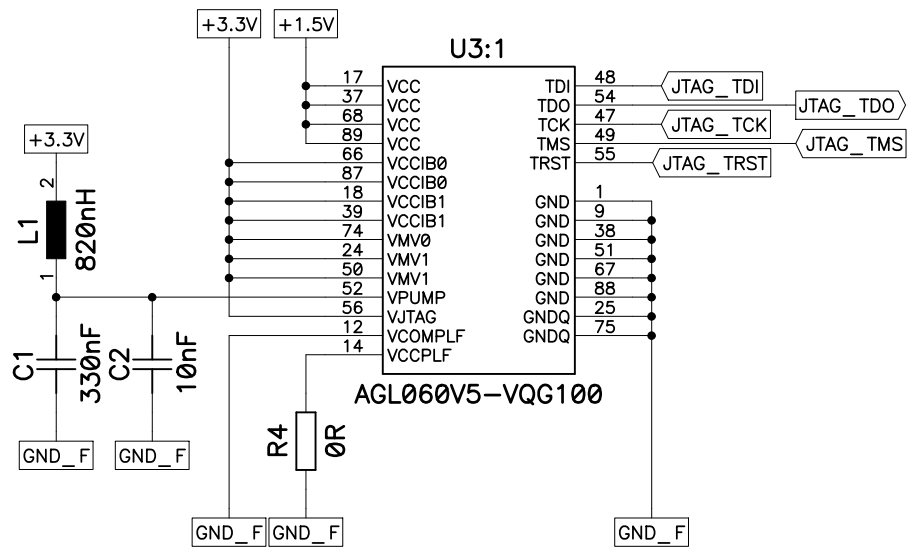 +3.3V
+1.5V
U3:1
17 VCC TDI 48 JTAG_TDI
37 VCC TDO 54 JTAG_TDO
68 VCC TCK 47 JTAG_TCK
89 VCC TMS 49 JTAG_TMS
66 VCCIB0 TRST 55 JTAG_TRST
87 VCCIB0
18 VCCIB1 GND 1
39 VCCIB1 GND 9
74 VMV0 GND 38
24 VMV1 GND 51
50 VMV1 GND 67
52 VPUMP GND 88
56 VJTAG GNDQ 25
12 VCOMPLF GNDQ 75
14 VCCPLF
AGL060V5-VQG100
+3.3V
2
L1
820nH
1
C1
330nF
C2
10nF
GND_F
GND_F
R4
0R
GND_F
GND_F
GND_F